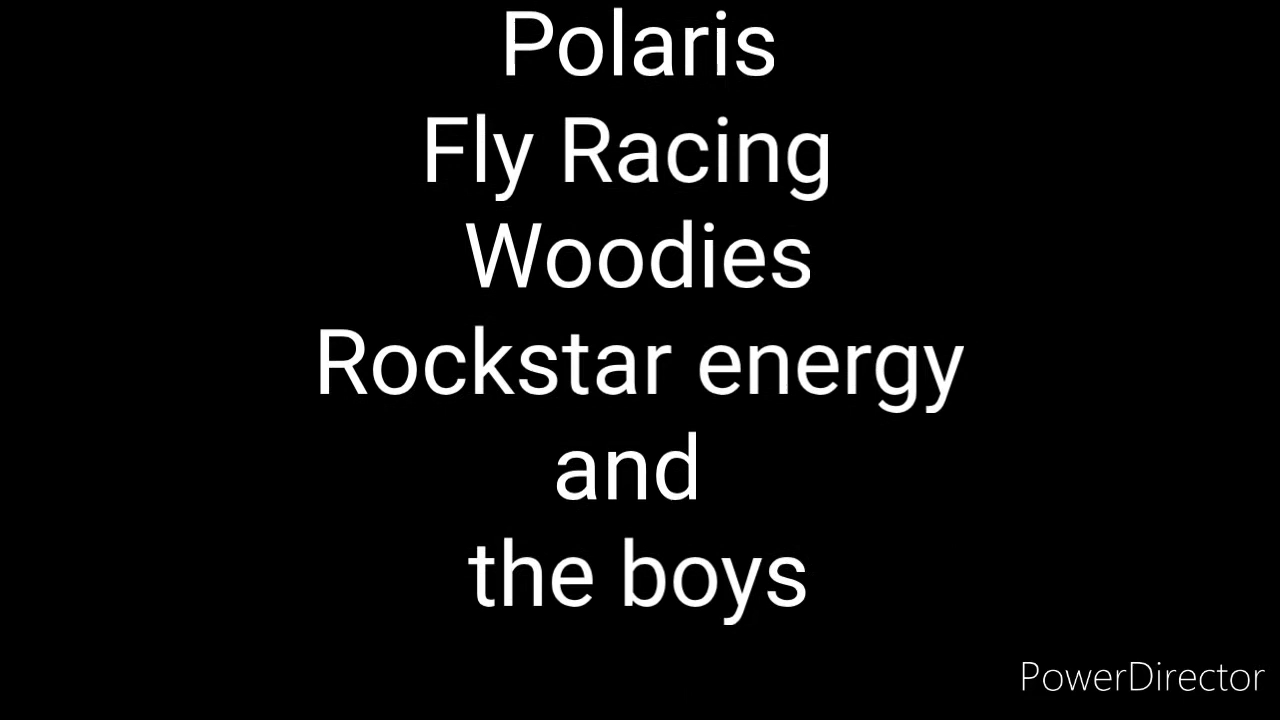 Polaris
Fly Racing
Woodies
Rockstar energy
and
the boys
PowerDirector